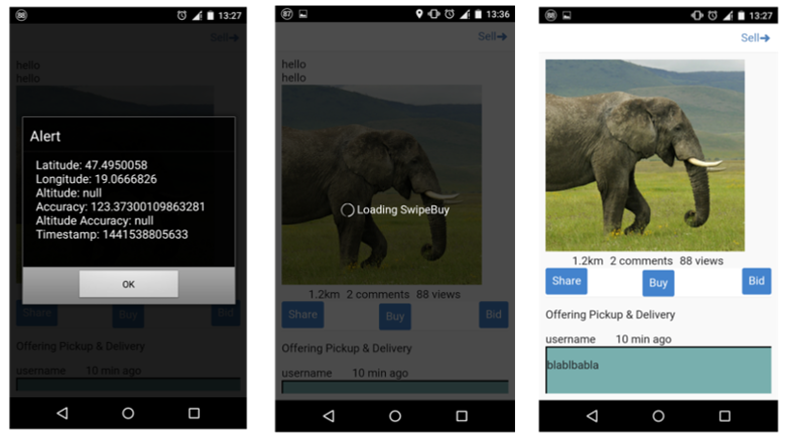 88
13:27
Sell→
Alert
Latitude: 47.4950058
Longitude: 19.0666826
Altitude: null
Accuracy: 123.37300109863281
Altitude Accuracy: null
Timestamp: 1441538805633
OK
Share
Buy
Bid
Offering Pickup & Delivery
username 10 min ago
87
13:36
Sell→
hello
hello
Loading SwipeBuy
1.2km 2 comments 88 views
Share
Buy
Bid
Offering Pickup & Delivery
username 10 min ago
88
13:27
Sell→
1.2km 2 comments 88 views
Share
Buy
Bid
Offering Pickup & Delivery
username 10 min ago
blablbabla